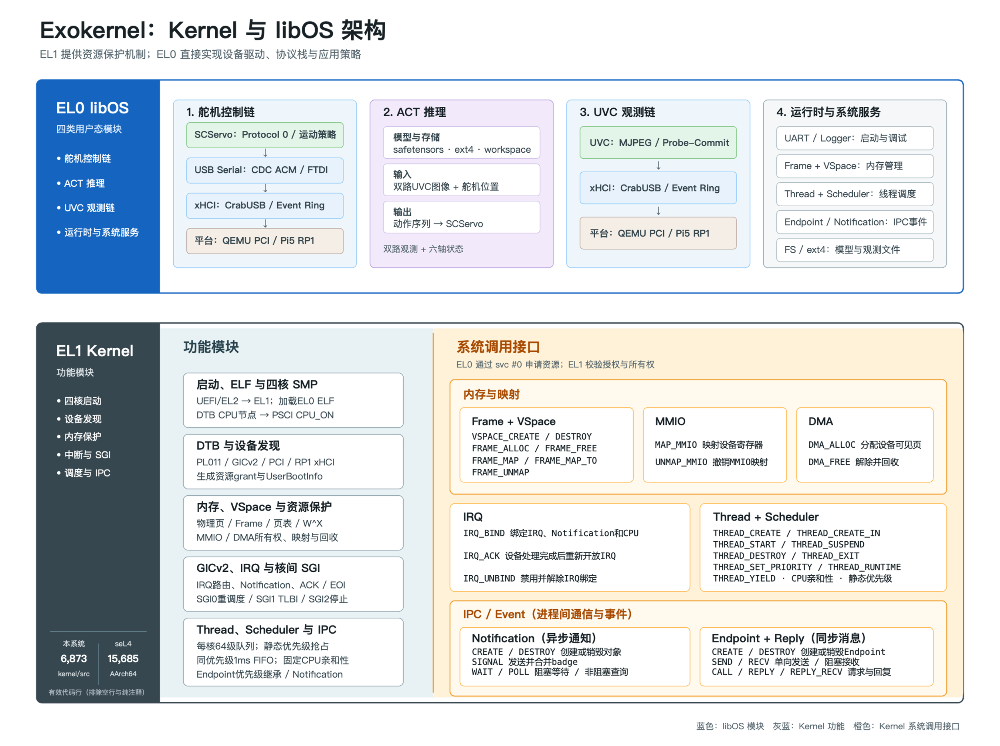 Exokernel：Kernel 与 libOS 架构
EL1 提供资源保护机制；EL0 直接实现设备驱动、协议栈与应用策略
EL0 libOS
四类用户态模块
• 舵机控制链
• ACT 推理
• UVC 观测链
• 运行时与系统服务
1. 舵机控制链
SCServo：Protocol 0 / 运动策略
↓
USB Serial：CDC ACM / FTDI
↓
xHCI：CrabUSB / Event Ring
↓
平台：QEMU PCI / Pi5 RP1
2. ACT 推理
模型与存储
safetensors · ext4 · workspace
输入
双路UVC图像 + 舵机位置
输出
动作序列 → SCServo
双路观测 + 六轴状态
3. UVC 观测链
UVC：MJPEG / Probe–Commit
↓
xHCI：CrabUSB / Event Ring
↓
平台：QEMU PCI / Pi5 RP1
4. 运行时与系统服务
UART / Logger：启动与调试
Frame + VSpace：内存管理
Thread + Scheduler：线程调度
Endpoint / Notification：IPC事件
FS / ext4：模型与观测文件
EL1 Kernel
功能模块
• 四核启动
• 设备发现
• 内存保护
• 中断与 SGI
• 调度与 IPC
本系统
6,873
kernel/src
seL4
15,685
AArch64
有效代码行（排除空行与纯注释）
功能模块
启动、ELF 与四核 SMP
UEFI/EL2 → EL1；加载EL0 ELF
DTB CPU节点 → PSCI CPU_ON
DTB 与设备发现
PL011 / GICv2 / PCI / RP1 xHCI
生成资源grant与UserBootInfo
内存、VSpace 与资源保护
物理页 / Frame / 页表 / W^X
MMIO / DMA所有权、映射与回收
GICv2、IRQ 与核间 SGI
IRQ路由、Notification、ACK / EOI
SGI0重调度 / SGI1 TLBI / SGI2停止
Thread、Scheduler 与 IPC
每核64级队列；静态优先级抢占
同优先级1ms FIFO；固定CPU亲和性
Endpoint优先级继承 / Notification
系统调用接口
EL0 通过 svc #0 申请资源；EL1 校验授权与所有权
内存与映射
Frame + VSpace
VSPACE_CREATE / DESTROY
FRAME_ALLOC / FRAME_FREE
FRAME_MAP / FRAME_MAP_TO
FRAME_UNMAP
MMIO
MAP_MMIO 映射设备寄存器
UNMAP_MMIO 撤销MMIO映射
DMA
DMA_ALLOC 分配设备可见页
DMA_FREE 解除并回收
IRQ
IRQ_BIND 绑定IRQ、Notification和CPU
IRQ_ACK 设备处理完成后重新开放IRQ
IRQ_UNBIND 禁用并解除IRQ绑定
Thread + Scheduler
THREAD_CREATE / THREAD_CREATE_IN
THREAD_START / THREAD_SUSPEND
THREAD_DESTROY / THREAD_EXIT
THREAD_SET_PRIORITY / THREAD_RUNTIME
THREAD_YIELD · CPU亲和性 · 静态优先级
IPC / Event（进程间通信与事件）
Notification（异步通知）
CREATE / DESTROY 创建或销毁对象
SIGNAL 发送并合并badge
WAIT / POLL 阻塞等待 / 非阻塞查询
Endpoint + Reply（同步消息）
CREATE / DESTROY 创建或销毁Endpoint
SEND / RECV 单向发送 / 阻塞接收
CALL / REPLY / REPLY_RECV 请求与回复
蓝色：libOS 模块 灰蓝：Kernel 功能 橙色：Kernel 系统调用接口